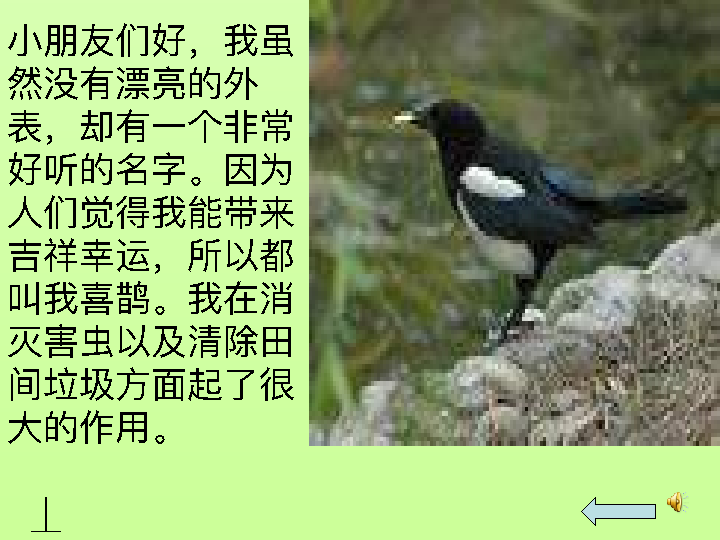 小朋友们好，我虽
然没有漂亮的外
表，却有一个非常
好听的名字。因为
人们觉得我能带来
吉祥幸运，所以都
叫我喜鹊。我在消
灭害虫以及清除田
间垃圾方面起了很
大的作用。